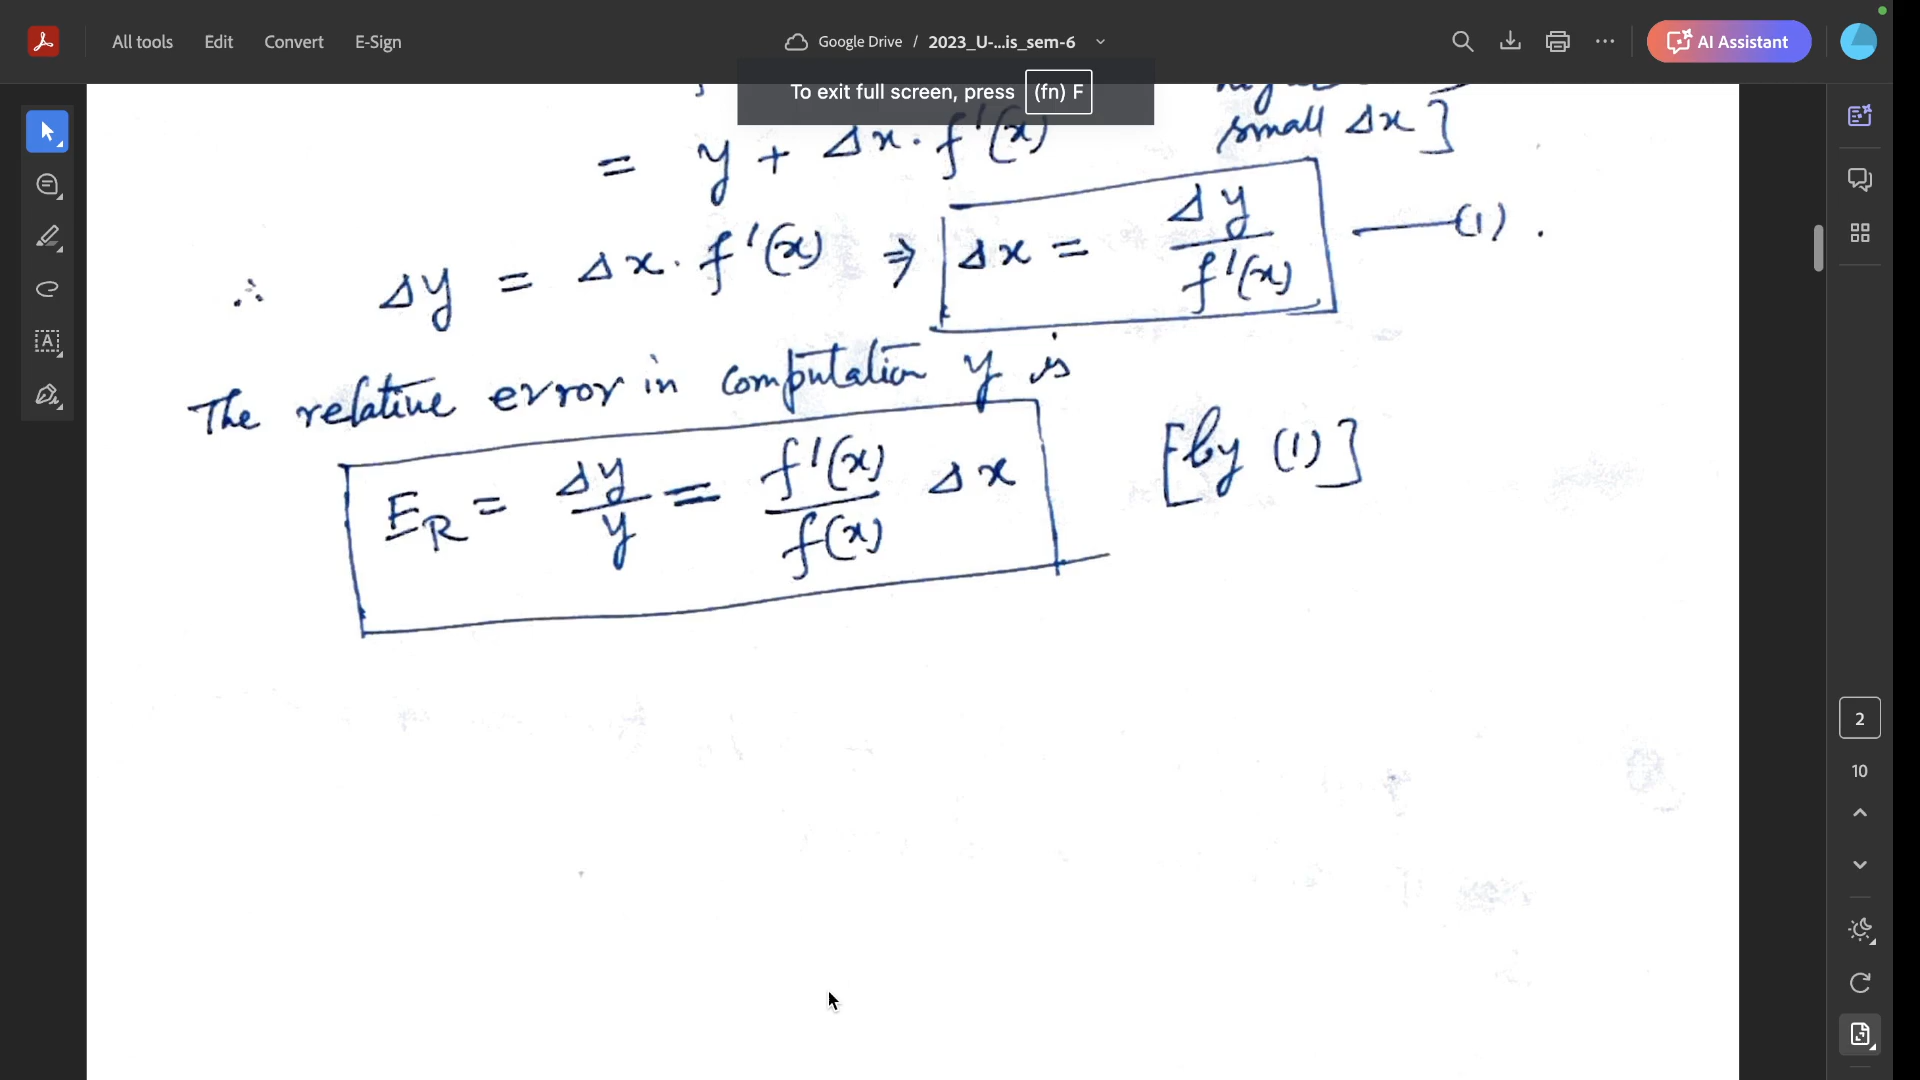 All tools Edit Convert E-Sign Google Drive / 2023_U-...is_sem-6 AI Assistant
To exit full screen, press (fn) F
small Δx]
= y + Δx. f'(x)
∴ Δy = Δx. f'(x) ⇒ Δx = Δy / f'(x) —(1).
The relative error in computation y is
E_R = Δy / y = f'(x) / f(x) Δx [by (1)]
2
10